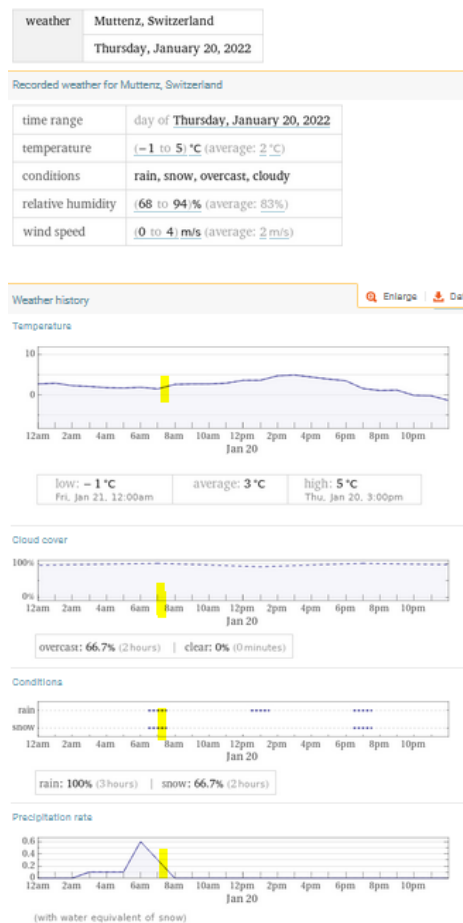 weather Muttenz, Switzerland
Thursday, January 20, 2022
Recorded weather for Muttenz, Switzerland
time range day of Thursday, January 20, 2022
temperature (−1 to 5) °C (average: 2 °C)
conditions rain, snow, overcast, cloudy
relative humidity (68 to 94)% (average: 83%)
wind speed (0 to 4) m/s (average: 2 m/s)
Weather history Enlarge Da
Temperature
10
0
12am 2am 4am 6am 8am 10am 12pm 2pm 4pm 6pm 8pm 10pm
Jan 20
low: −1 °C average: 3 °C high: 5 °C
Fri, Jan 21, 12:00am Thu, Jan 20, 3:00pm
Cloud cover
100%
0%
12am 2am 4am 6am 8am 10am 12pm 2pm 4pm 6pm 8pm 10pm
Jan 20
overcast: 66.7% (2 hours) | clear: 0% (0 minutes)
Conditions
rain
snow
12am 2am 4am 6am 8am 10am 12pm 2pm 4pm 6pm 8pm 10pm
Jan 20
rain: 100% (3 hours) | snow: 66.7% (2 hours)
Precipitation rate
0.6
0.4
0.2
0
12am 2am 4am 6am 8am 10am 12pm 2pm 4pm 6pm 8pm 10pm
Jan 20
(with water equivalent of snow)